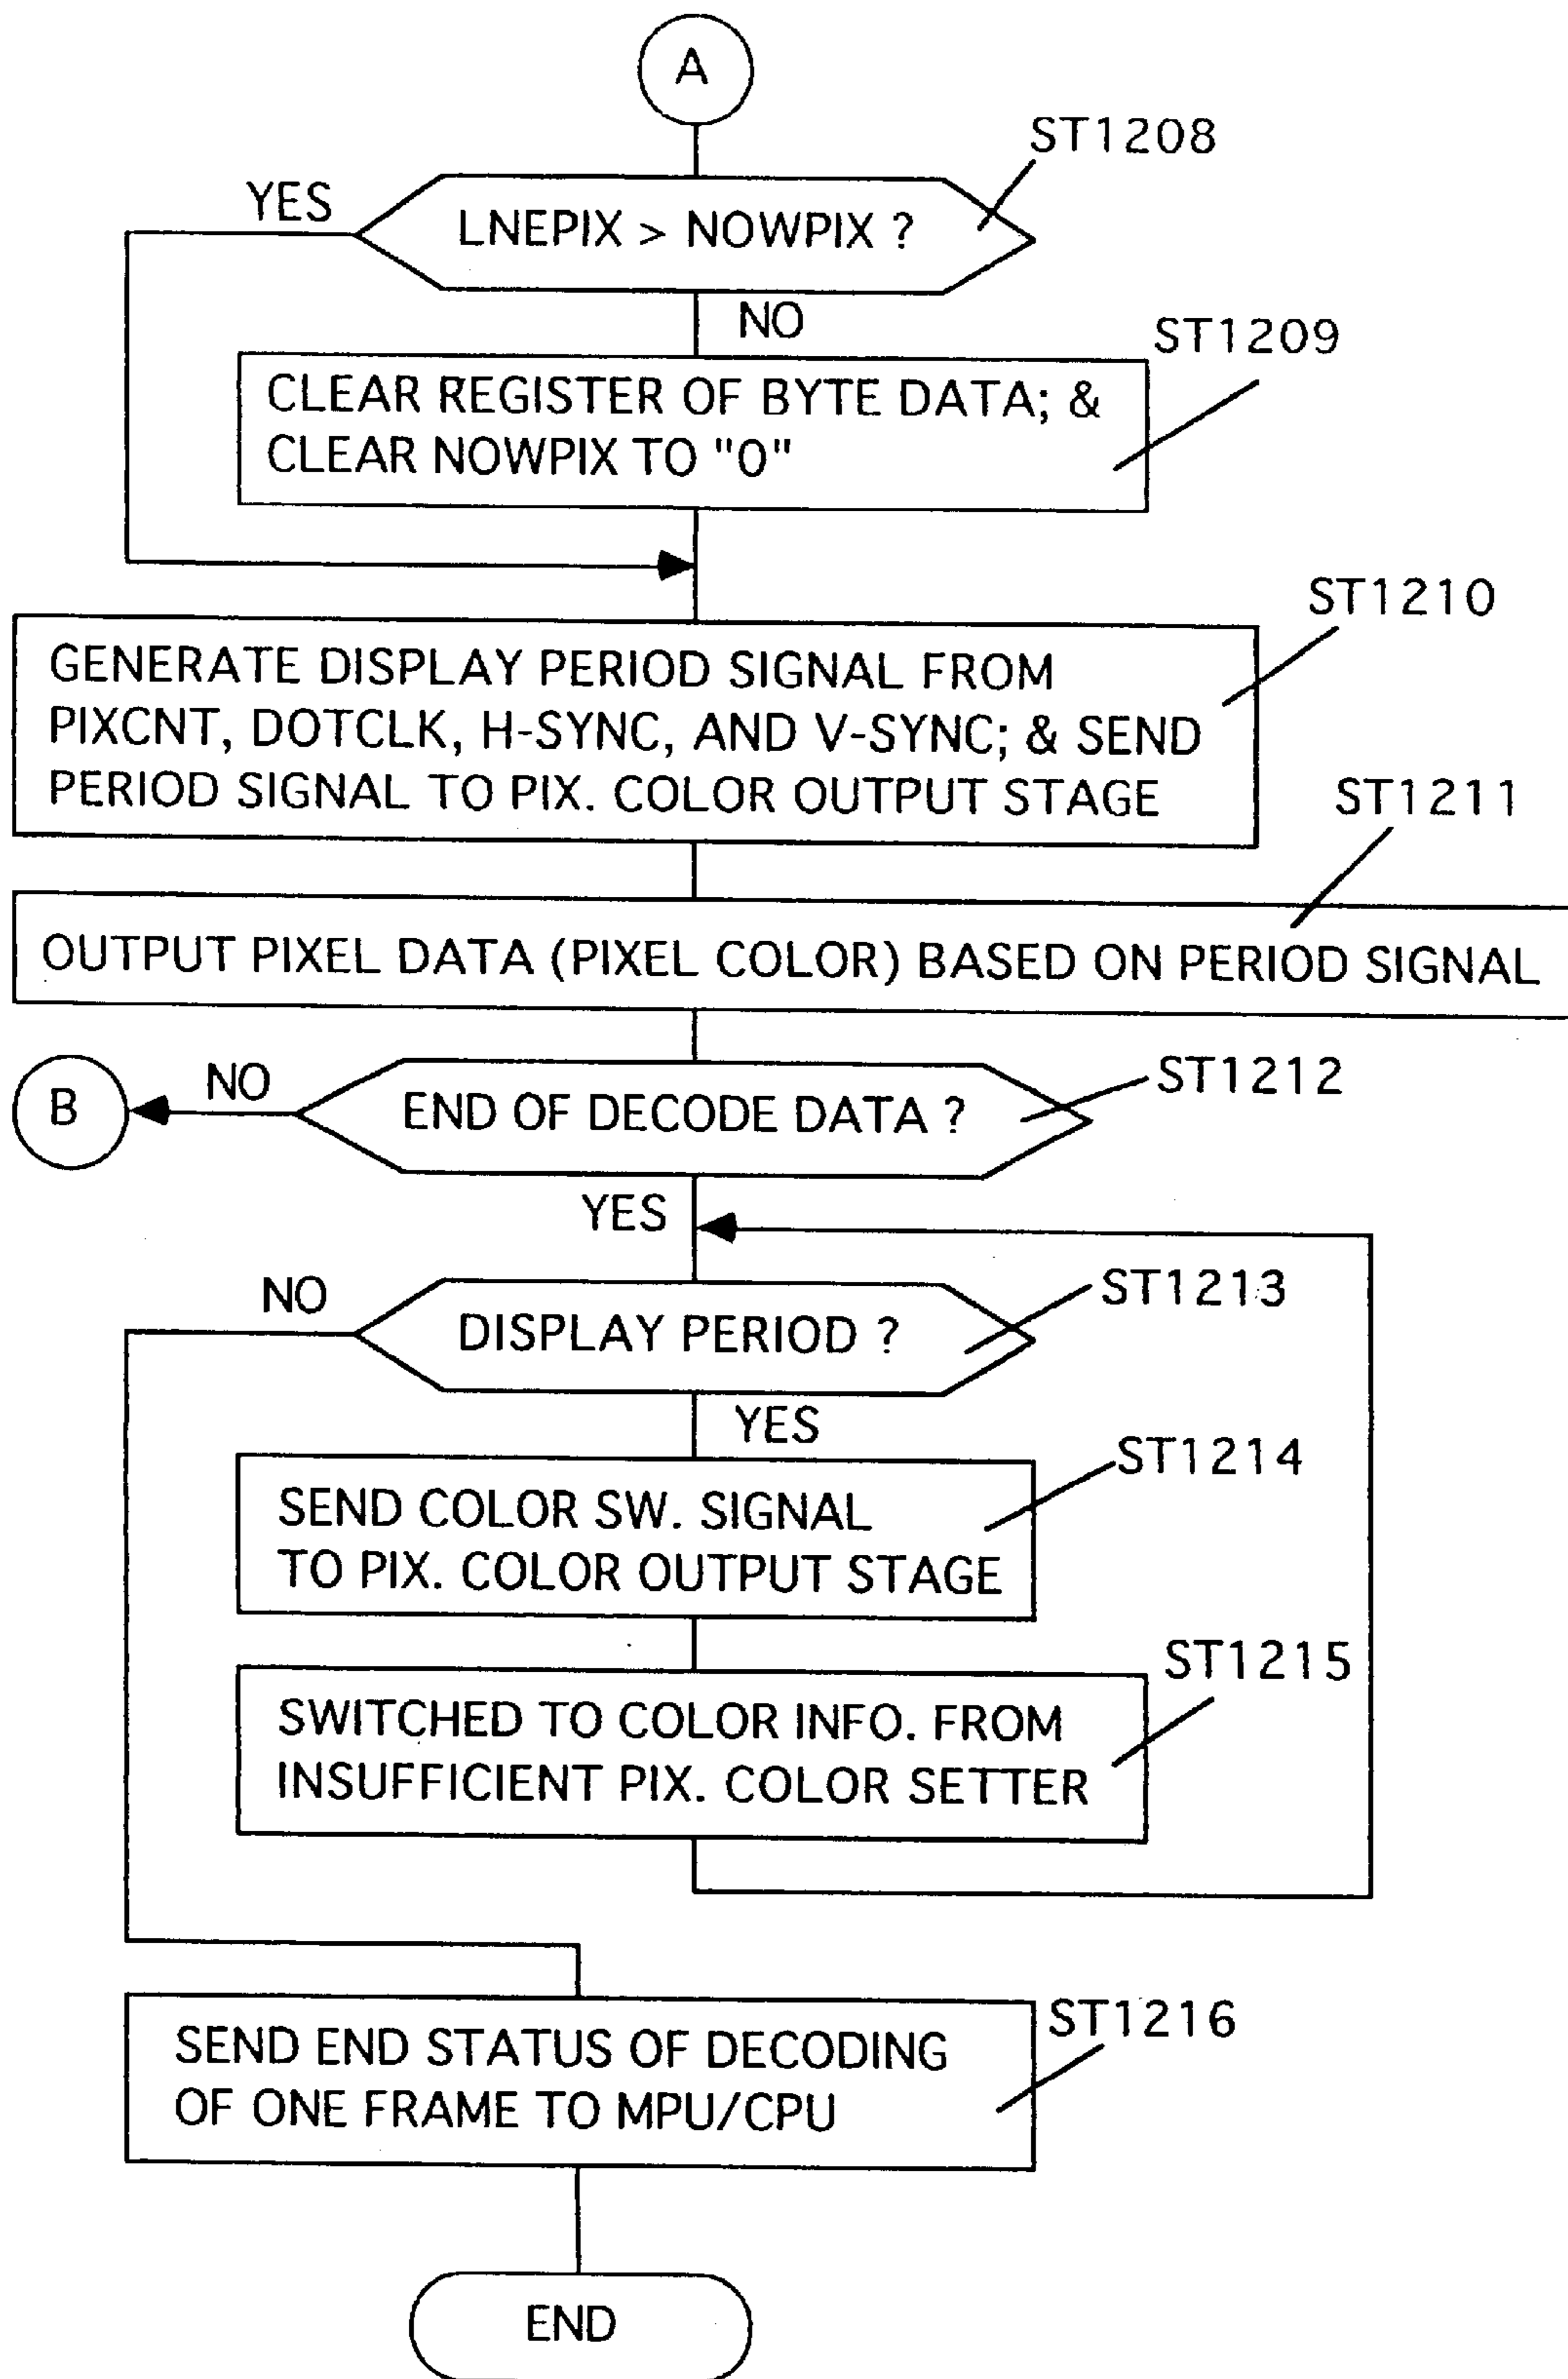 A
ST1208
YES
LNEPIX > NOWPIX ?
NO
ST1209
CLEAR REGISTER OF BYTE DATA; &
CLEAR NOWPIX TO "0"
ST1210
GENERATE DISPLAY PERIOD SIGNAL FROM
PIXCNT, DOTCLK, H-SYNC, AND V-SYNC; & SEND
PERIOD SIGNAL TO PIX. COLOR OUTPUT STAGE
ST1211
OUTPUT PIXEL DATA (PIXEL COLOR) BASED ON PERIOD SIGNAL
B
NO
END OF DECODE DATA ?
ST1212
YES
NO
DISPLAY PERIOD ?
ST1213
YES
ST1214
SEND COLOR SW. SIGNAL
TO PIX. COLOR OUTPUT STAGE
ST1215
SWITCHED TO COLOR INFO. FROM
INSUFFICIENT PIX. COLOR SETTER
ST1216
SEND END STATUS OF DECODING
OF ONE FRAME TO MPU/CPU
END